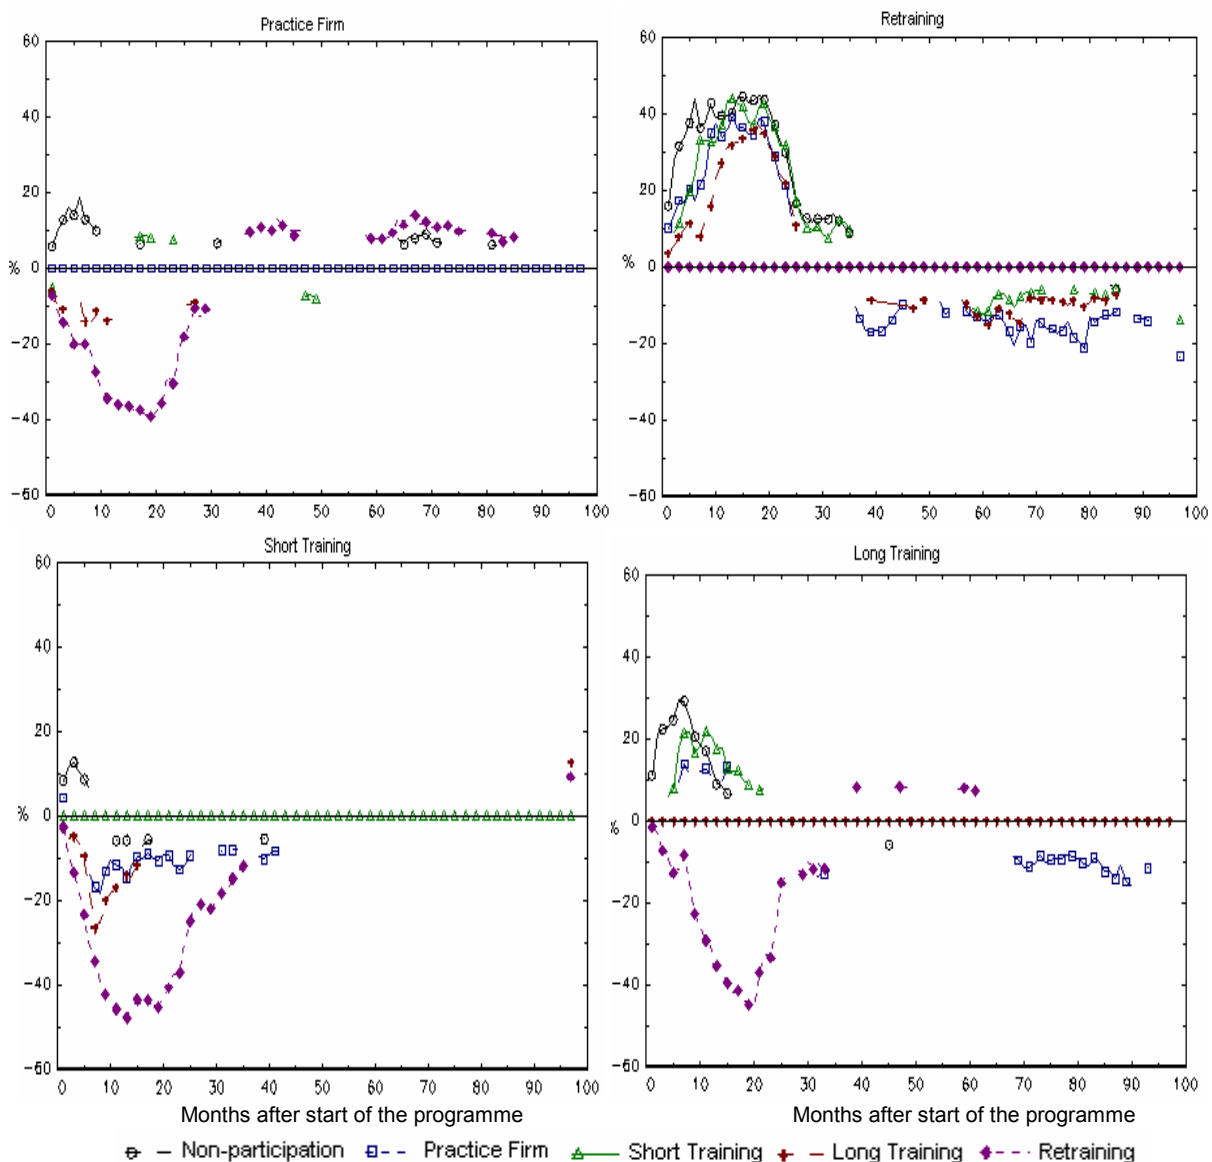 Practice Firm
60
40
20
%
0
-20
-40
-60
0 10 20 30 40 50 60 70 80 90 100
Retraining
60
40
20
%
0
-20
-40
-60
0 10 20 30 40 50 60 70 80 90 100
Short Training
60
40
20
%
0
-20
-40
-60
0 10 20 30 40 50 60 70 80 90 100
Months after start of the programme
Long Training
60
40
20
0
%
-20
-40
-60
0 10 20 30 40 50 60 70 80 90 100
Months after start of the programme
Non-participation Practice Firm Short Training Long Training Retraining